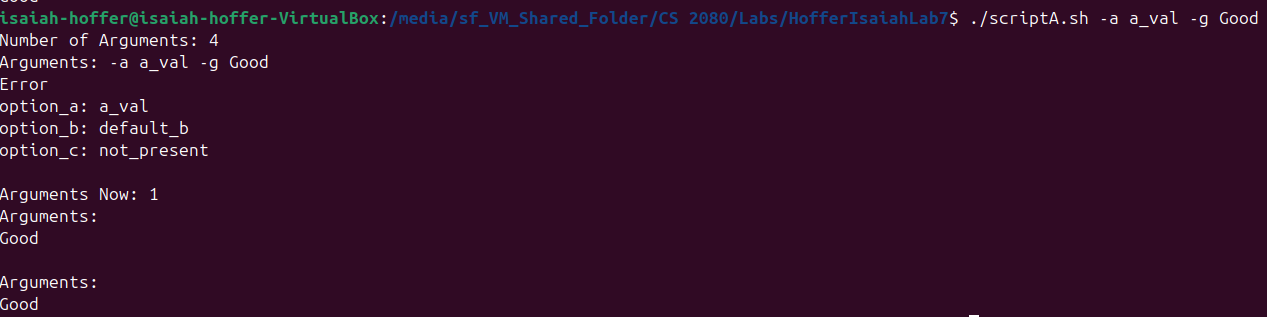 Good
isaiah-hoffer@isaiah-hoffer-VirtualBox:/media/sf_VM_Shared_Folder/CS 2080/Labs/HofferIsaiahLab7$ ./scriptA.sh -a a_val -g Good
Number of Arguments: 4
Arguments: -a a_val -g Good
Error
option_a: a_val
option_b: default_b
option_c: not_present
Arguments Now: 1
Arguments:
Good
Arguments:
Good